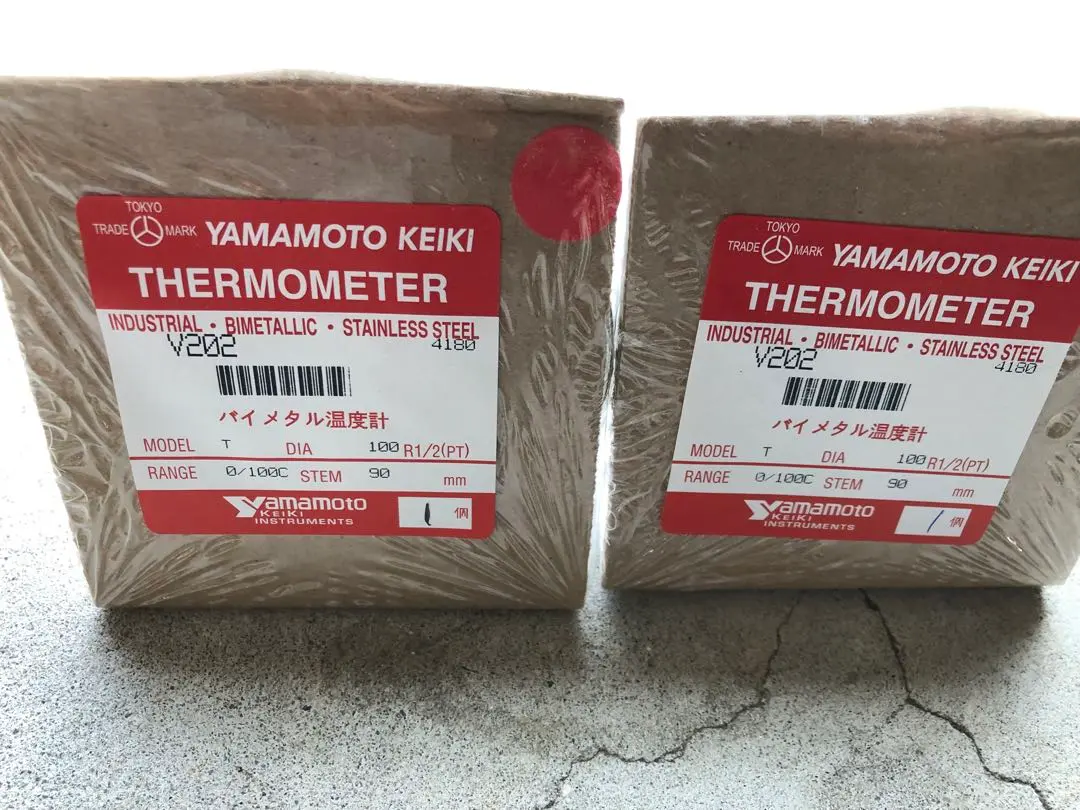 TOKYO
TRADE MARK YAMAMOTO KEIKI
THERMOMETER
INDUSTRIAL・BIMETALLIC・STAINLESS STEEL
V202 4180
バイメタル温度計
MODEL T DIA 100 R1/2(PT)
RANGE 0/100C STEM 90 mm
Yamamoto
KEIKI
INSTRUMENTS
1 個
TOKYO
TRADE MARK YAMAMOTO KEIKI
THERMOMETER
INDUSTRIAL・BIMETALLIC・STAINLESS STEEL
V202 4180
バイメタル温度計
MODEL T DIA 100 R1/2(PT)
RANGE 0/100C STEM 90 mm
Yamamoto
KEIKI
INSTRUMENTS
1 個